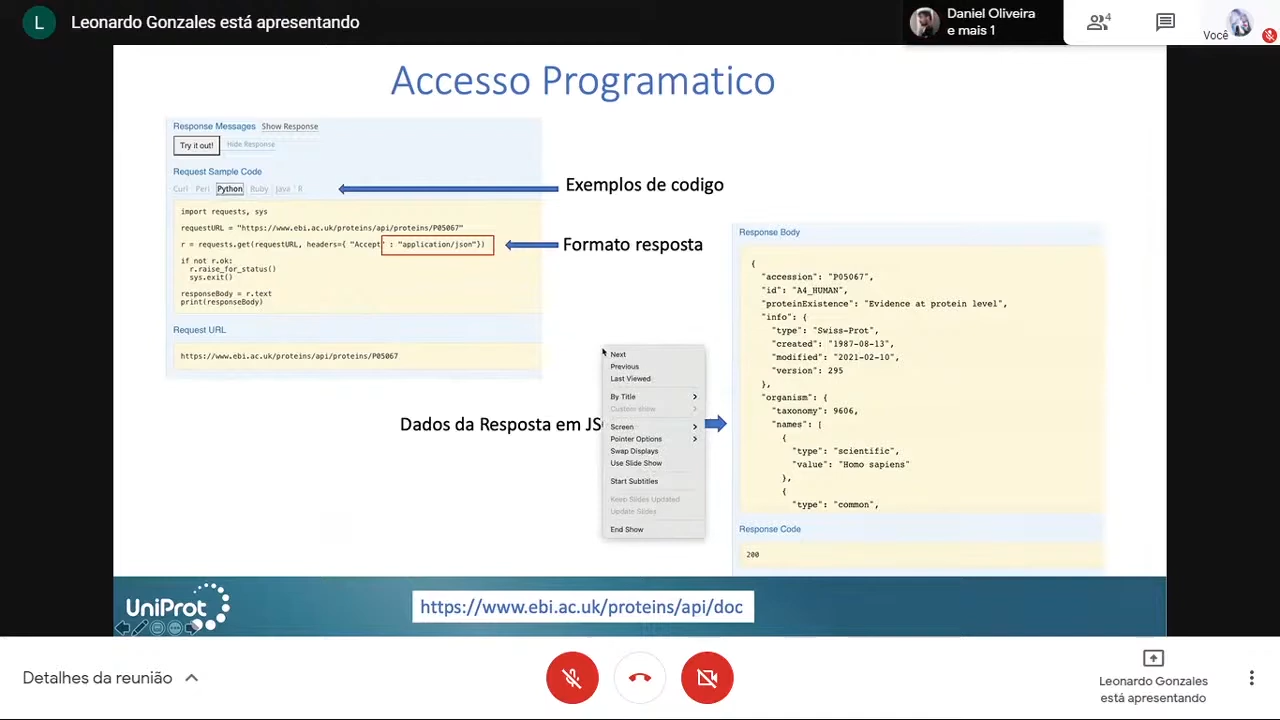 L
Leonardo Gonzales está apresentando
Daniel Oliveira
e mais 1
4
Você
Accesso Programatico
Response Messages Show Response
Try it out! Hide Response
Request Sample Code
Curl Perl Python Ruby Java R
Exemplos de codigo
import requests, sys
requestURL = "https://www.ebi.ac.uk/proteins/api/proteins/P05067"
r = requests.get(requestURL, headers={ "Accept" : "application/json"})
Formato resposta
if not r.ok:
r.raise_for_status()
sys.exit()
responseBody = r.text
print(responseBody)
Request URL
https://www.ebi.ac.uk/proteins/api/proteins/P05067
Dados da Resposta em JS
Next
Previous
Last Viewed
By Title
Custom show
Screen
Pointer Options
Swap Displays
Use Slide Show
Start Subtitles
Keep Slides Updated
Update Slides
End Show
Response Body
{
"accession": "P05067",
"id": "A4_HUMAN",
"proteinExistence": "Evidence at protein level",
"info": {
"type": "Swiss-Prot",
"created": "1987-08-13",
"modified": "2021-02-10",
"version": 295
},
"organism": {
"taxonomy": 9606,
"names": [
{
"type": "scientific",
"value": "Homo sapiens"
},
{
"type": "common",
Response Code
200
UniProt
https://www.ebi.ac.uk/proteins/api/doc
Detalhes da reunião
Leonardo Gonzales
está apresentando